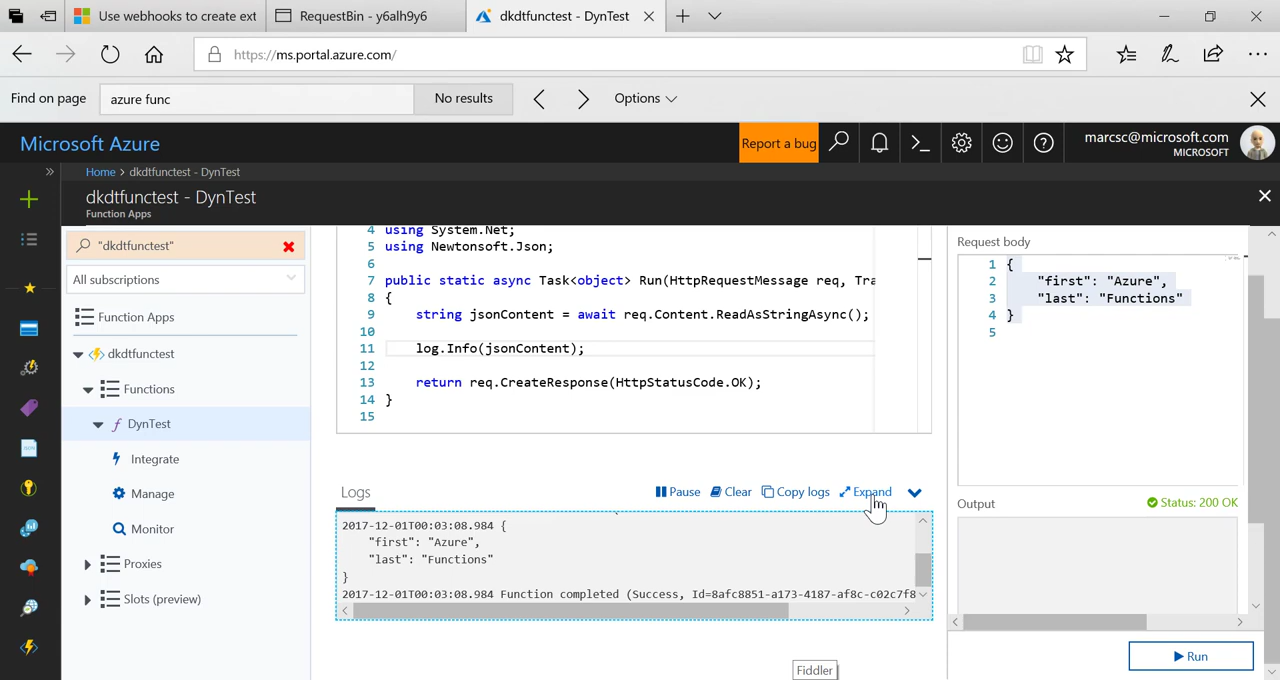 Use webhooks to create ext
RequestBin - y6alh9y6
dkdtfunctest - DynTest
https://ms.portal.azure.com/
Find on page
azure func
No results
Options
Microsoft Azure
Report a bug
marcsc@microsoft.com
MICROSOFT
Home > dkdtfunctest - DynTest
dkdtfunctest - DynTest
Function Apps
"dkdtfunctest"
All subscriptions
Function Apps
dkdtfunctest
Functions
DynTest
Integrate
Manage
Monitor
Proxies
Slots (preview)
4 using System.Net;
5 using Newtonsoft.Json;
6
7 public static async Task<object> Run(HttpRequestMessage req, Tra
8 {
9 string jsonContent = await req.Content.ReadAsStringAsync();
10
11 log.Info(jsonContent);
12
13 return req.CreateResponse(HttpStatusCode.OK);
14 }
15
Logs
Pause
Clear
Copy logs
Expand
2017-12-01T00:03:08.984 {
"first": "Azure",
"last": "Functions"
}
2017-12-01T00:03:08.984 Function completed (Success, Id=8afc8851-a173-4187-af8c-c02c7f8
Request body
1 {
2 "first": "Azure",
3 "last": "Functions"
4 }
5
Output
Status: 200 OK
Run
Fiddler